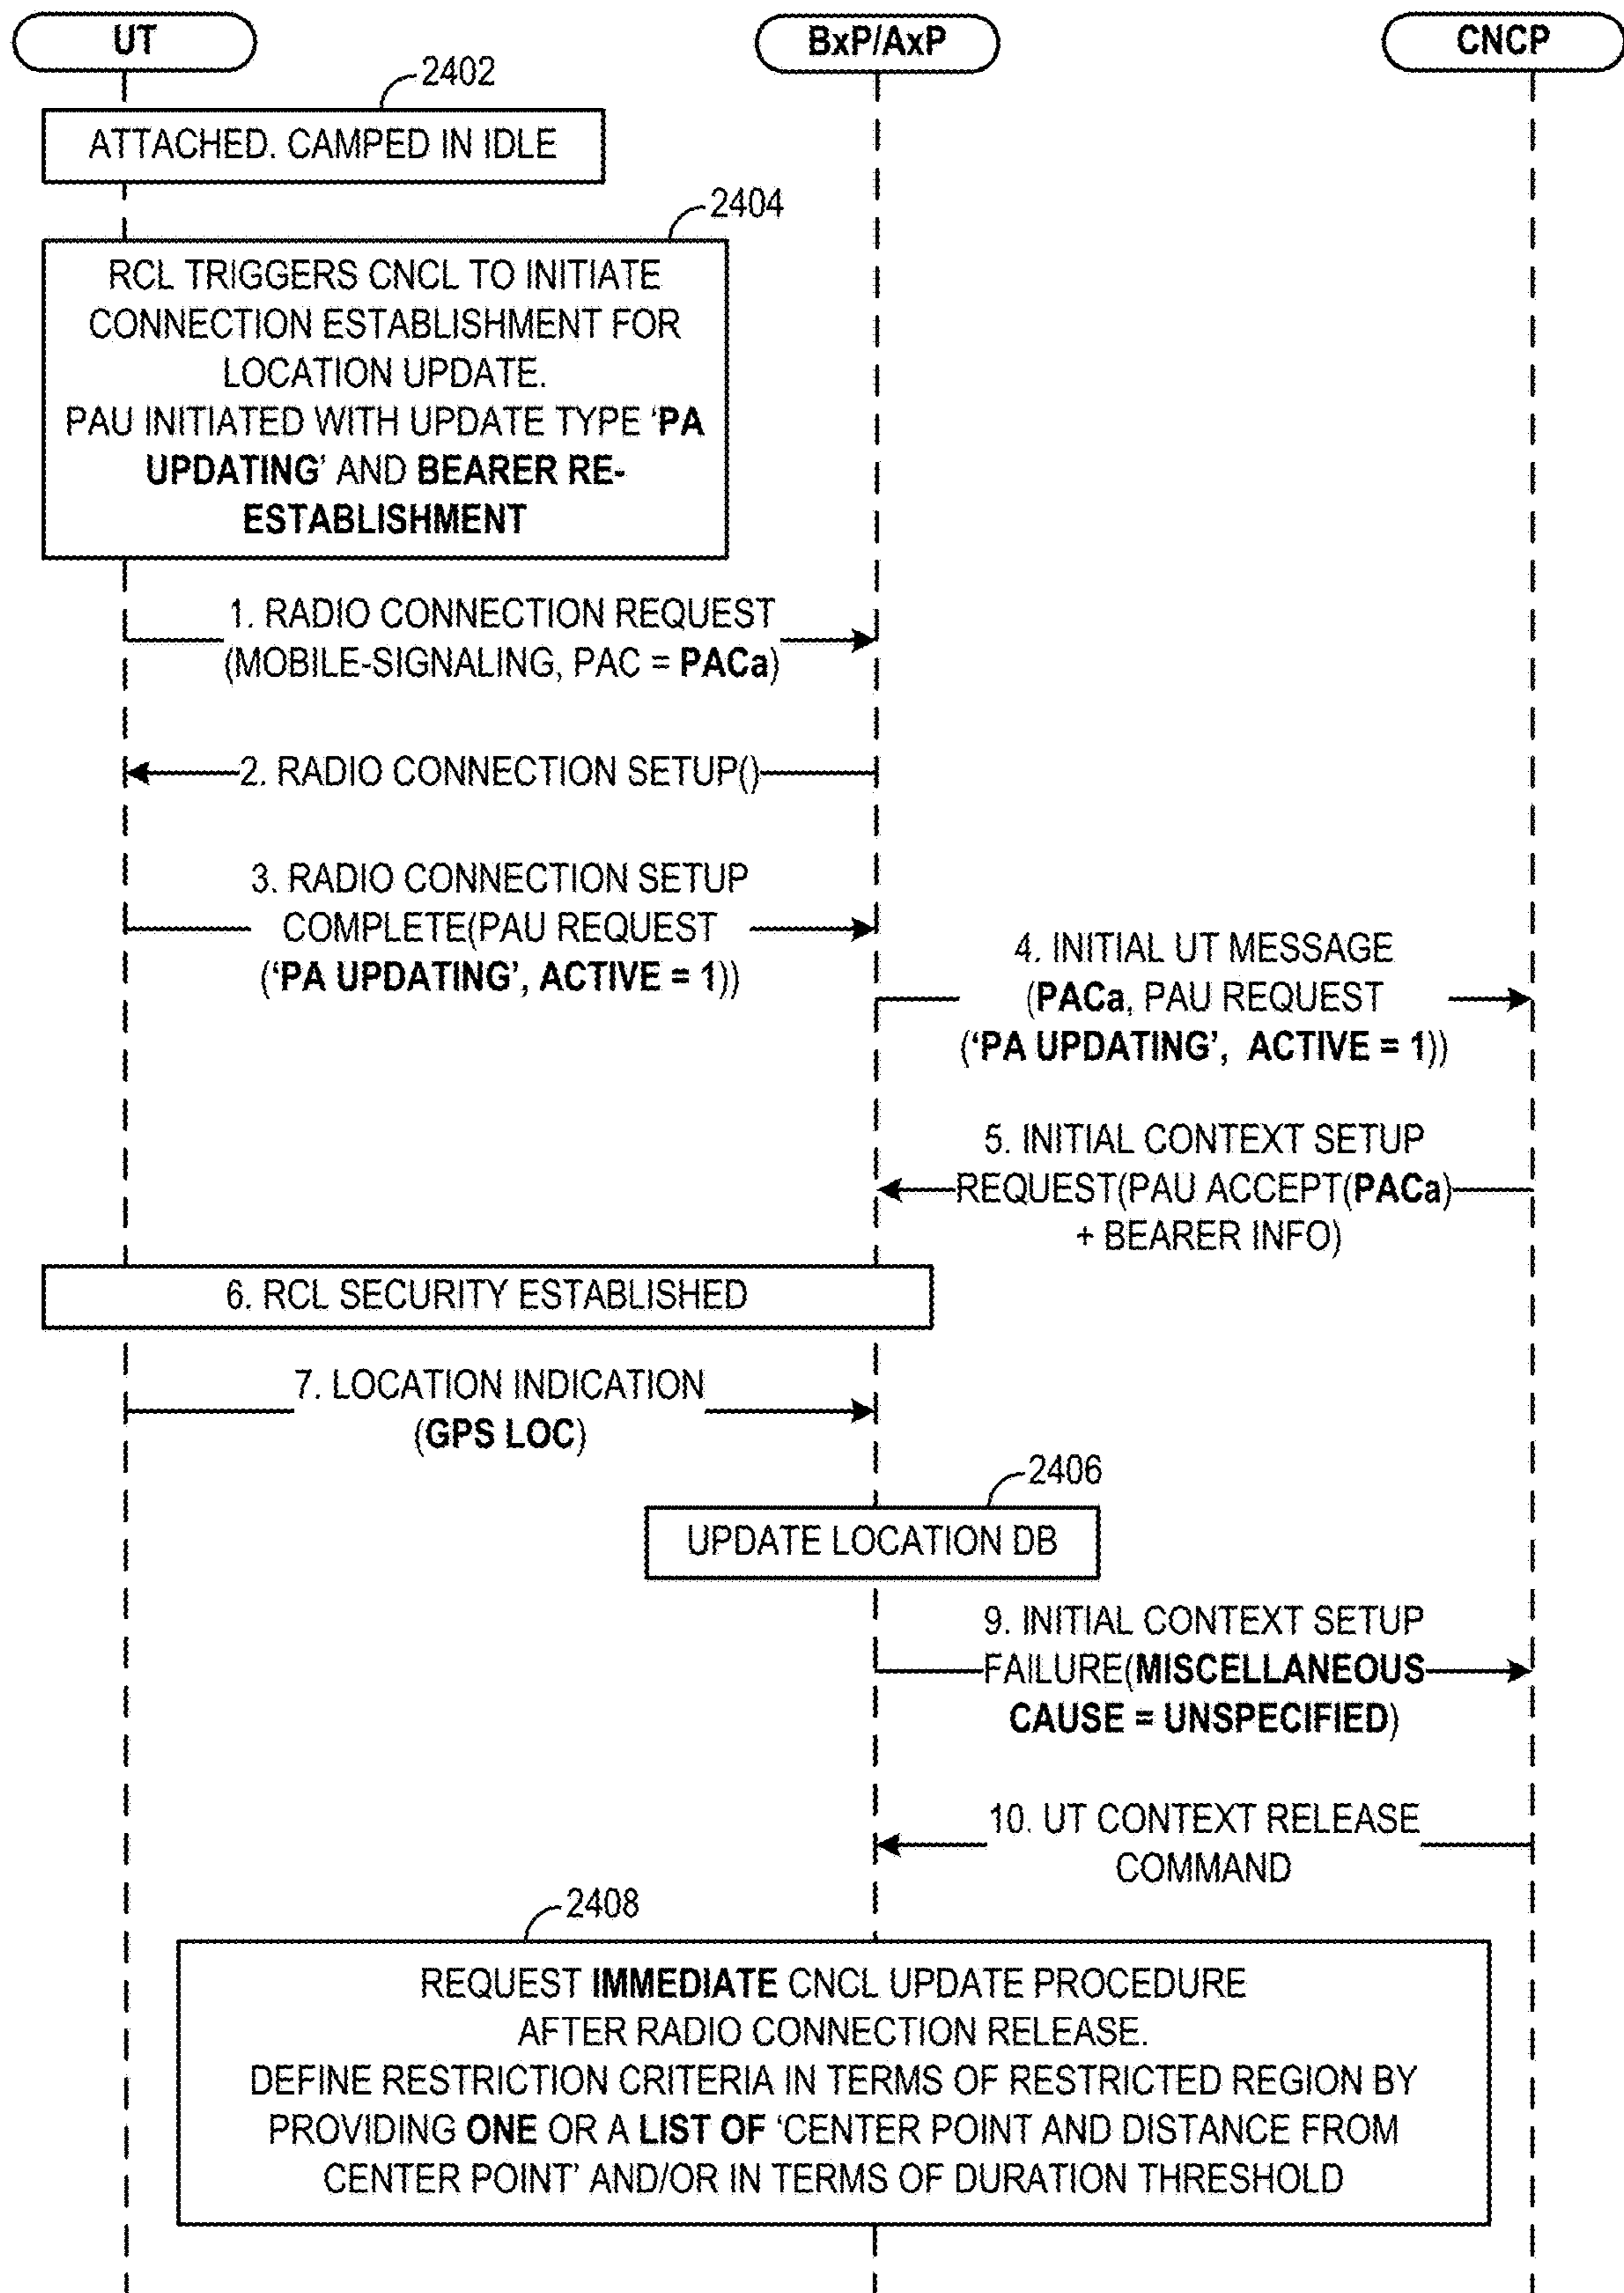 UT
BxP/AxP
CNCP
2402
ATTACHED. CAMPED IN IDLE
2404
RCL TRIGGERS CNCL TO INITIATE
CONNECTION ESTABLISHMENT FOR
LOCATION UPDATE.
PAU INITIATED WITH UPDATE TYPE ‘PA
UPDATING’ AND BEARER RE-
ESTABLISHMENT
1. RADIO CONNECTION REQUEST
(MOBILE-SIGNALING, PAC = PACa)
2. RADIO CONNECTION SETUP()
3. RADIO CONNECTION SETUP
COMPLETE(PAU REQUEST
(‘PA UPDATING’, ACTIVE = 1))
4. INITIAL UT MESSAGE
(PACa, PAU REQUEST
(‘PA UPDATING’, ACTIVE = 1))
5. INITIAL CONTEXT SETUP
REQUEST(PAU ACCEPT(PACa)
+ BEARER INFO)
6. RCL SECURITY ESTABLISHED
7. LOCATION INDICATION
(GPS LOC)
2406
UPDATE LOCATION DB
9. INITIAL CONTEXT SETUP
FAILURE(MISCELLANEOUS
CAUSE = UNSPECIFIED)
10. UT CONTEXT RELEASE
COMMAND
2408
REQUEST IMMEDIATE CNCL UPDATE PROCEDURE
AFTER RADIO CONNECTION RELEASE.
DEFINE RESTRICTION CRITERIA IN TERMS OF RESTRICTED REGION BY
PROVIDING ONE OR A LIST OF ‘CENTER POINT AND DISTANCE FROM
CENTER POINT’ AND/OR IN TERMS OF DURATION THRESHOLD